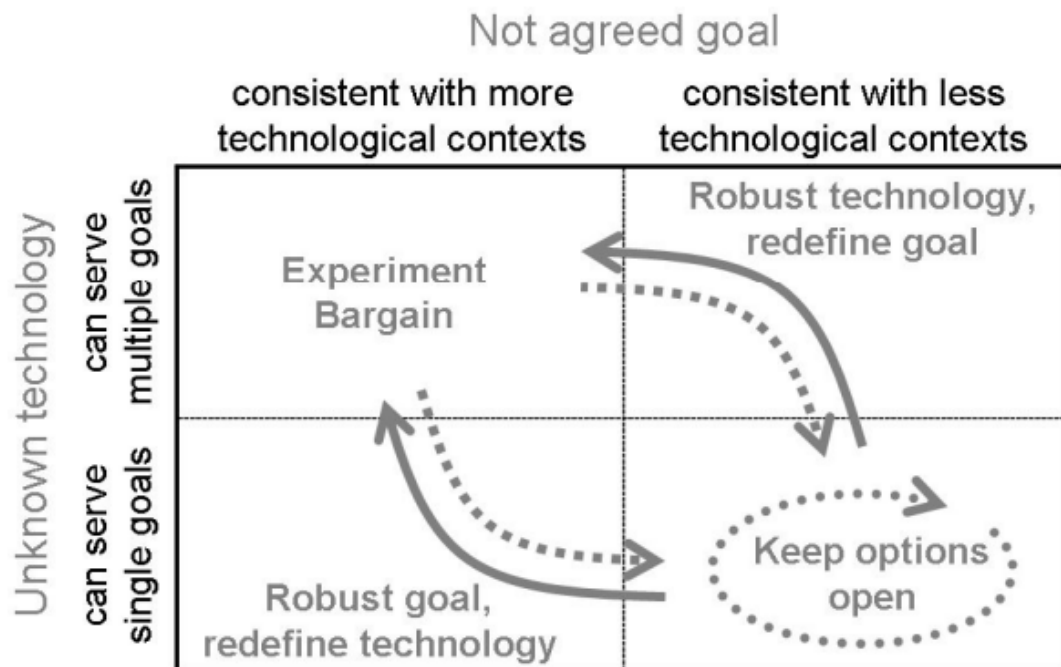 Not agreed goal
consistent with more
technological contexts
consistent with less
technological contexts
Unknown technology
can serve
multiple goals
can serve
single goals
Experiment
Bargain
Robust technology,
redefine goal
Robust goal,
redefine technology
Keep options
open